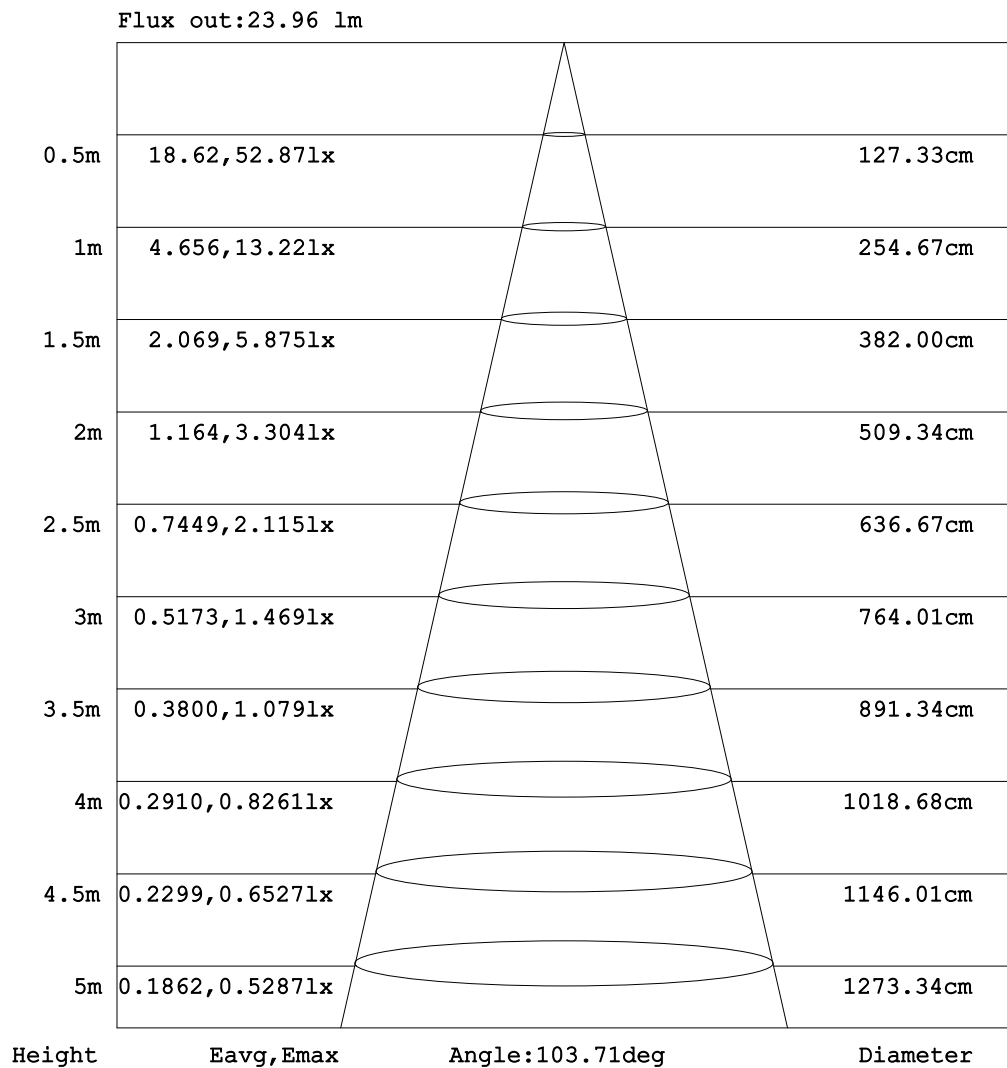 Flux out:23.96 lm
0.5m 18.62,52.87lx 127.33cm
1m 4.656,13.22lx 254.67cm
1.5m 2.069,5.875lx 382.00cm
2m 1.164,3.304lx 509.34cm
2.5m 0.7449,2.115lx 636.67cm
3m 0.5173,1.469lx 764.01cm
3.5m 0.3800,1.079lx 891.34cm
4m 0.2910,0.8261lx 1018.68cm
4.5m 0.2299,0.6527lx 1146.01cm
5m 0.1862,0.5287lx 1273.34cm
Height Eavg,Emax Angle:103.71deg Diameter